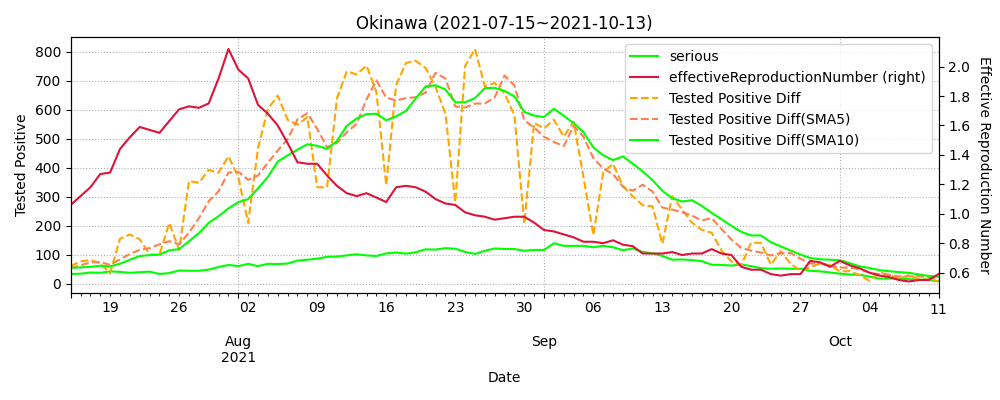 Okinawa (2021-07-15~2021-10-13)
800
700
600
500
400
300
200
100
0
Tested Positive
serious
effectiveReproductionNumber (right)
Tested Positive Diff
Tested Positive Diff(SMA5)
Tested Positive Diff(SMA10)
2.0
1.8
1.6
1.4
1.2
1.0
0.8
0.6
Effective Reproduction Number
19 26 02 09 16 23 30 06 13 20 27 04 11
Aug Sep Oct
2021
Date